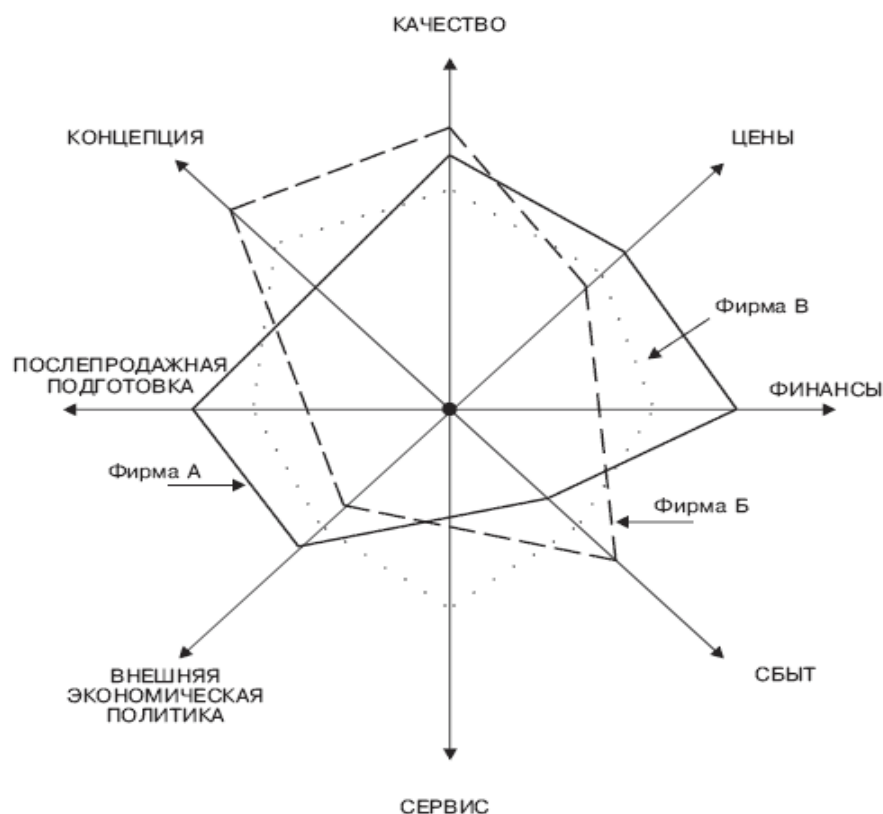 КАЧЕСТВО
КОНЦЕПЦИЯ
ЦЕНЫ
Фирма В
ПОСЛЕПРОДАЖНАЯ
ПОДГОТОВКА
ФИНАНСЫ
Фирма А
Фирма Б
ВНЕШНЯЯ
ЭКОНОМИЧЕСКАЯ
ПОЛИТИКА
СБЫТ
СЕРВИС